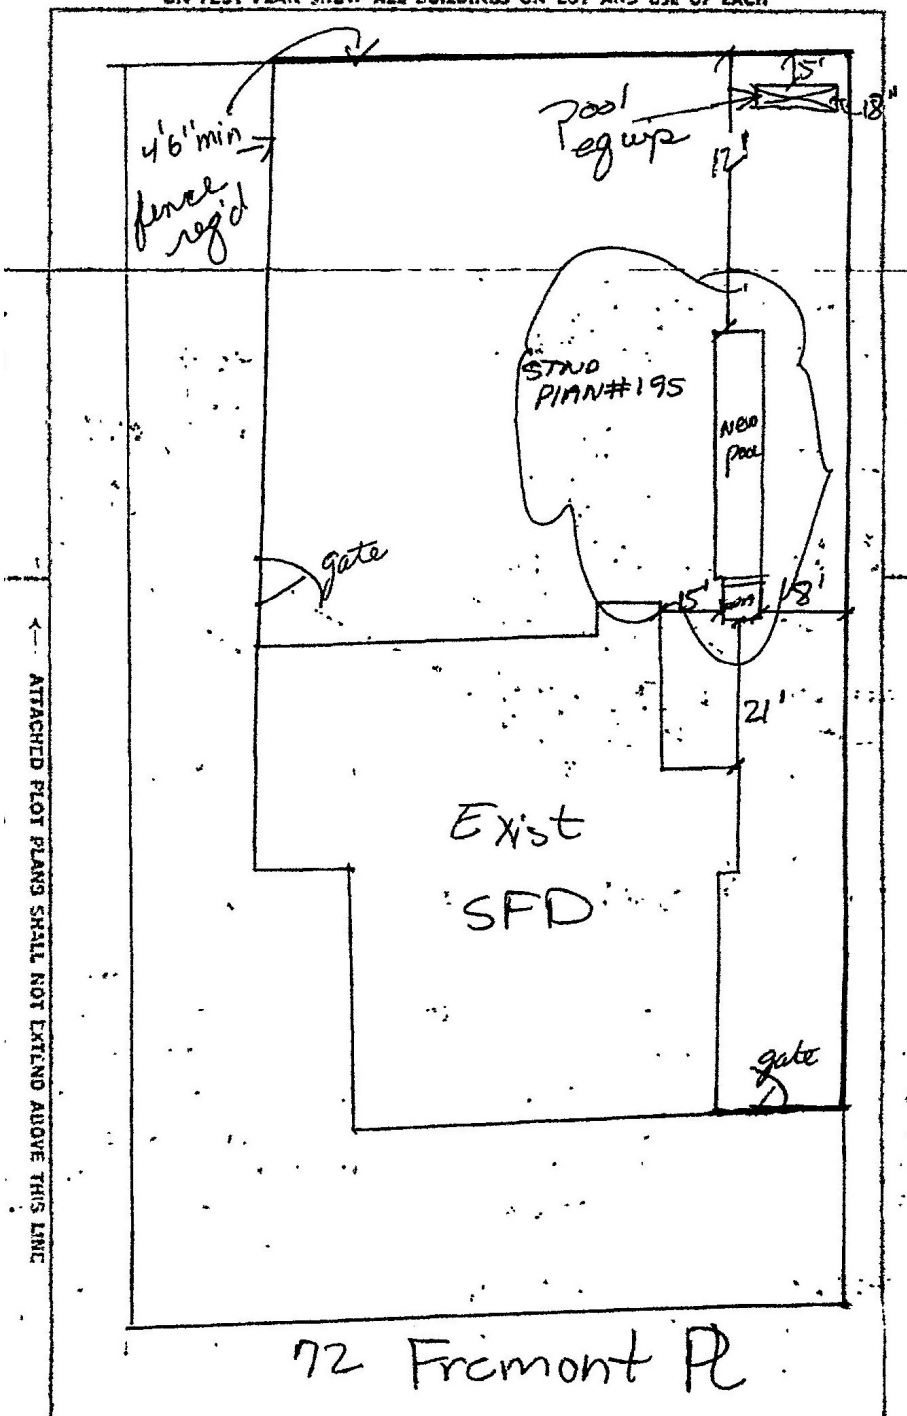 ON PLOT PLAN SHOW ALL BUILDINGS ON LOT AND USE OF EACH
5'
18"
Pool
equip
12'
4'6" min
fence
req'd
STND
PLAN#195
New
pool
gate
15'
18'
21'
Exist
SFD
gate
72 Fremont Pl
ATTACHED PLOT PLANS SHALL NOT EXTEND ABOVE THIS LINE